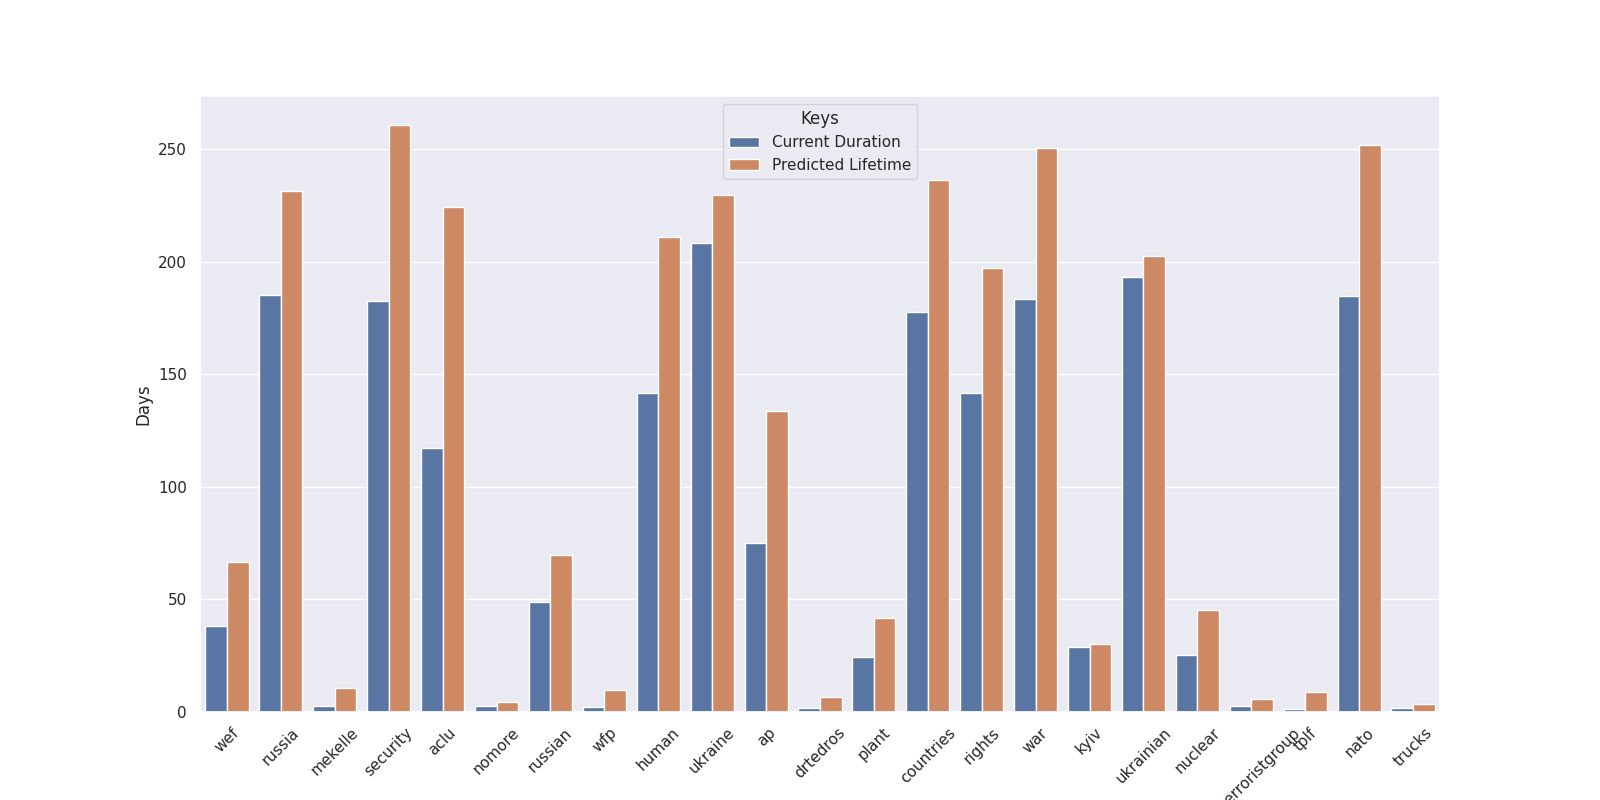 Keys
Current Duration
Predicted Lifetime
Days
250
200
150
100
50
0
wef
russia
mekelle
security
aclu
nomore
russian
wfp
human
ukraine
ap
drtedros
plant
countries
rights
war
kyiv
ukrainian
nuclear
tplf
nato
trucks